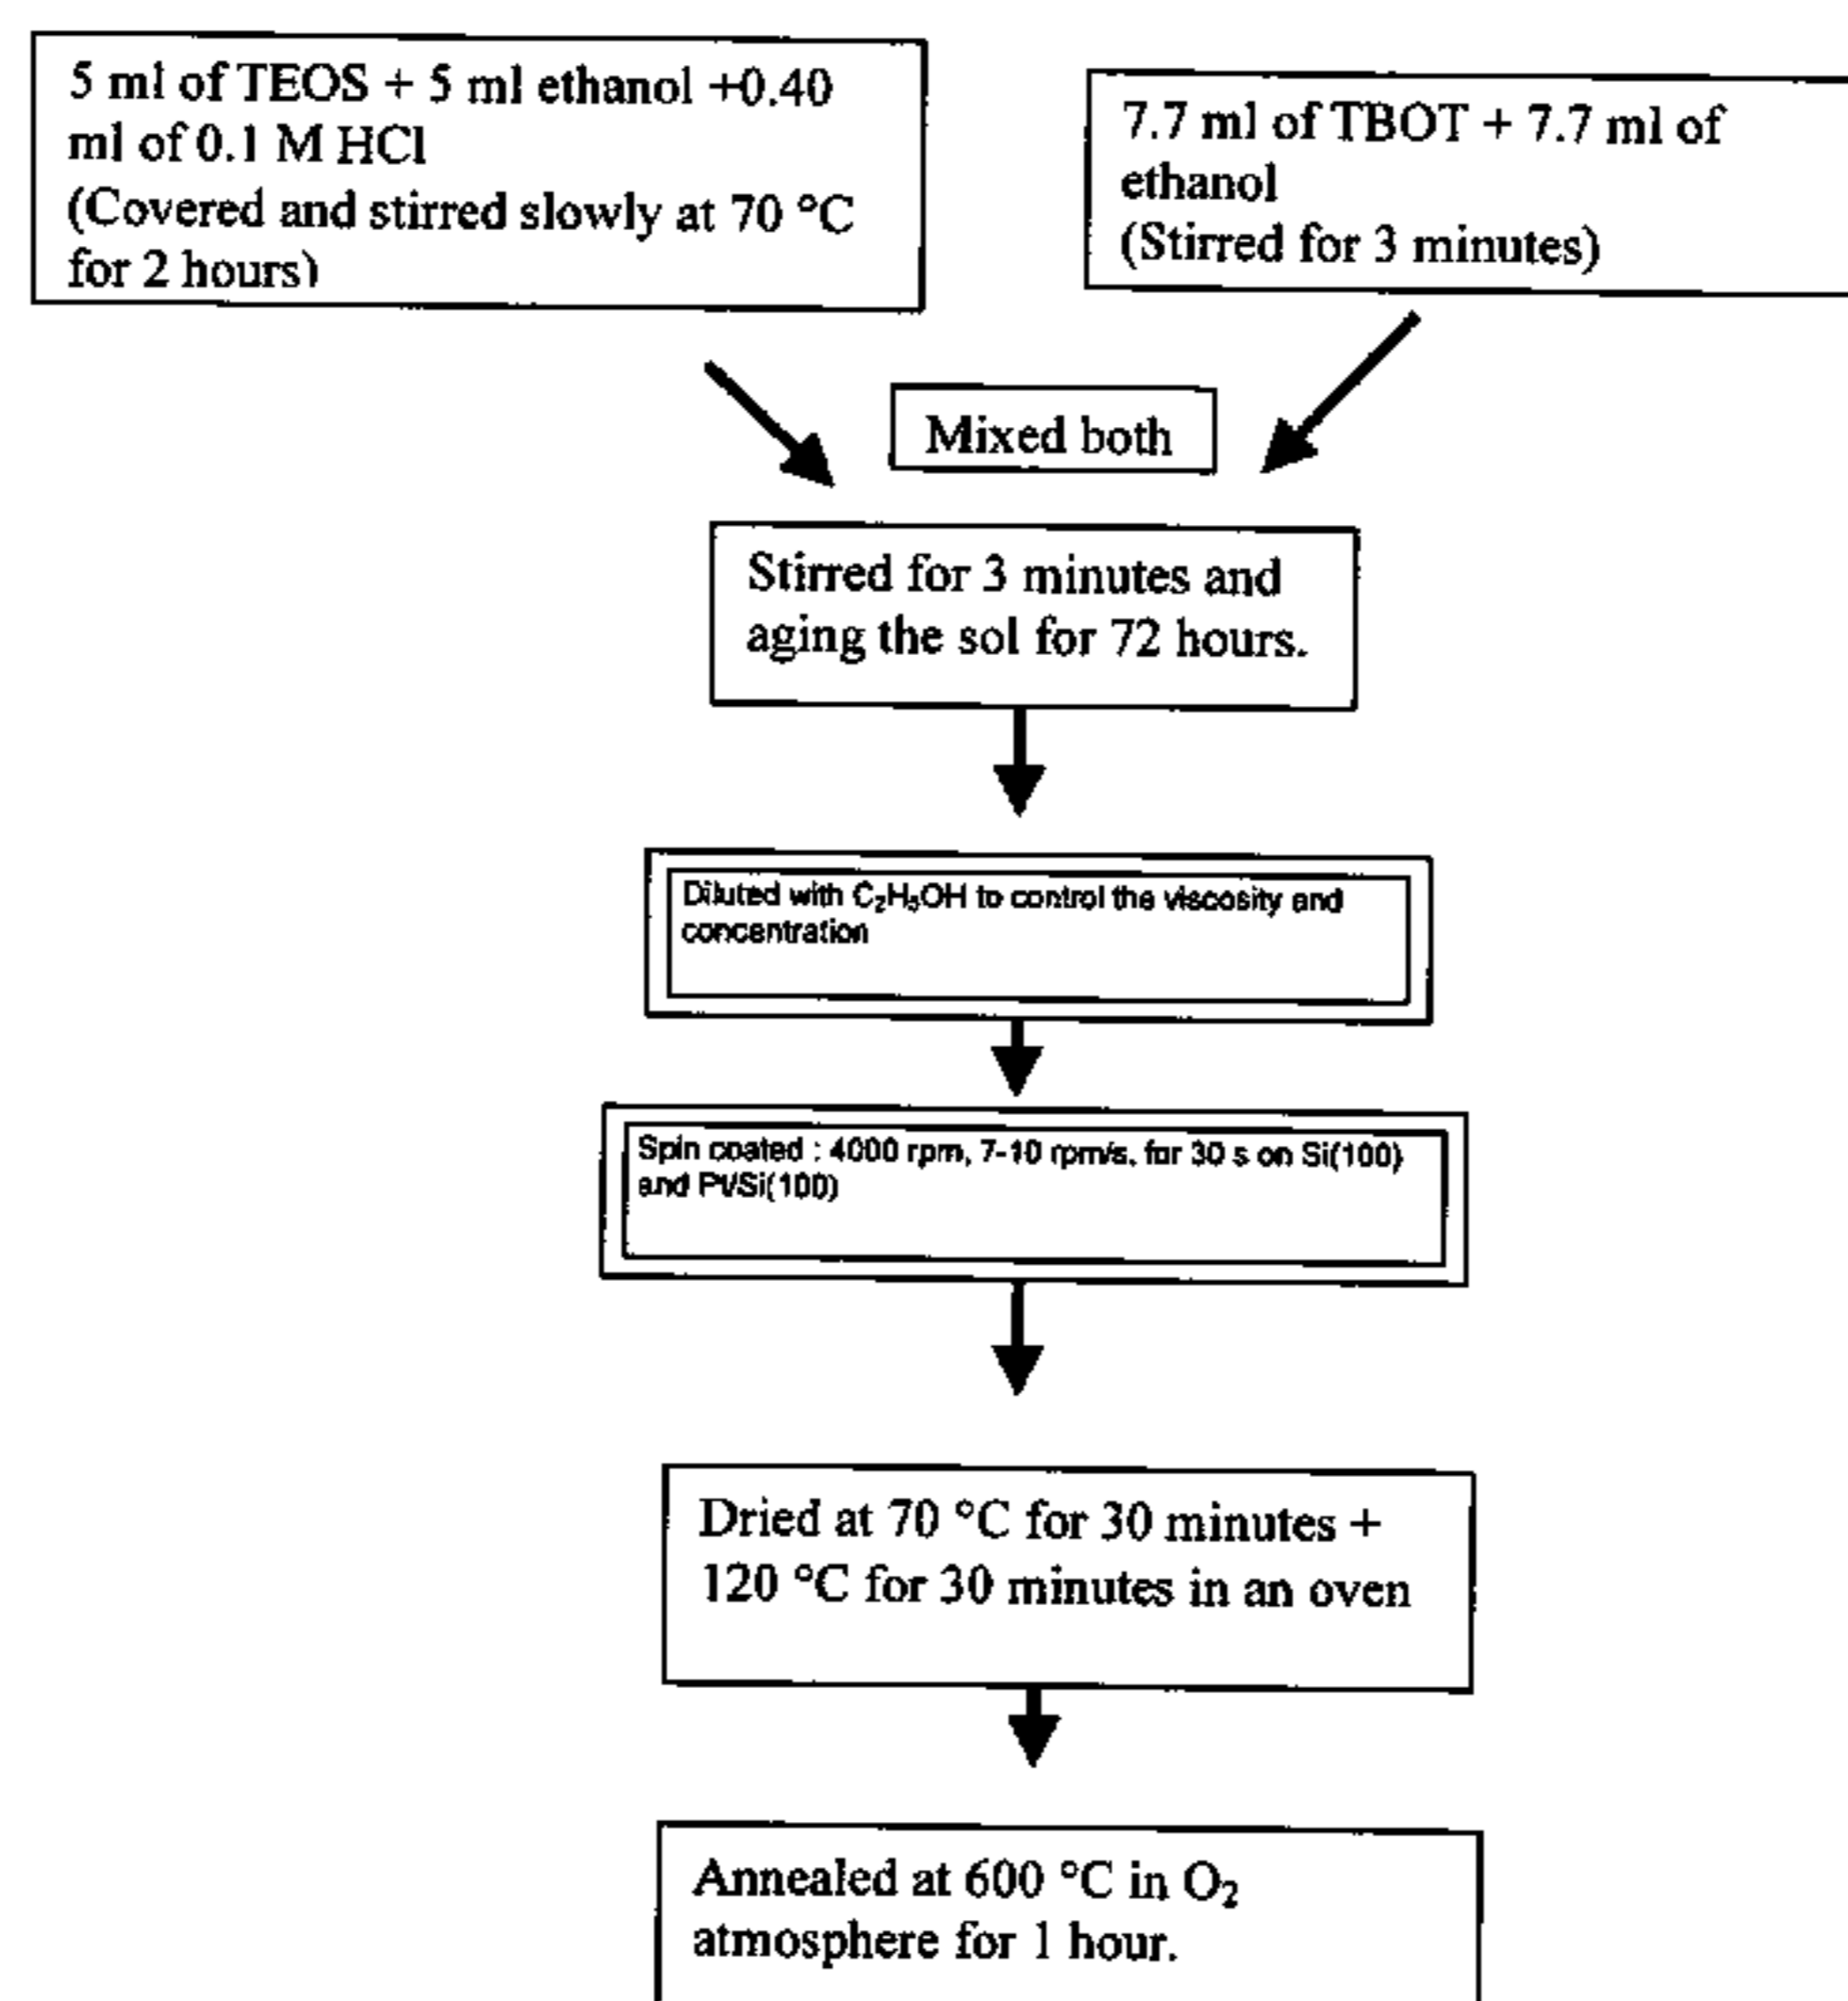 5 ml of TEOS + 5 ml ethanol +0.40
ml of 0.1 M HCl
(Covered and stirred slowly at 70 °C
for 2 hours)
7.7 ml of TBOT + 7.7 ml of
ethanol
(Stirred for 3 minutes)
Mixed both
Stirred for 3 minutes and
aging the sol for 72 hours.
Diluted with C₂H₅OH to control the viscosity and
concentration
Spin coated : 4000 rpm, 7-10 rpm/s, for 30 s on Si(100)
and Pt/Si(100)
Dried at 70 °C for 30 minutes +
120 °C for 30 minutes in an oven
Annealed at 600 °C in O₂
atmosphere for 1 hour.